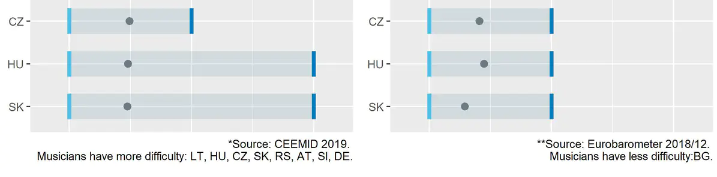 CZ
HU
SK
*Source: CEEMID 2019.
Musicians have more difficulty: LT, HU, CZ, SK, RS, AT, SI, DE.
CZ
HU
SK
**Source: Eurobarometer 2018/12.
Musicians have less difficulty:BG.